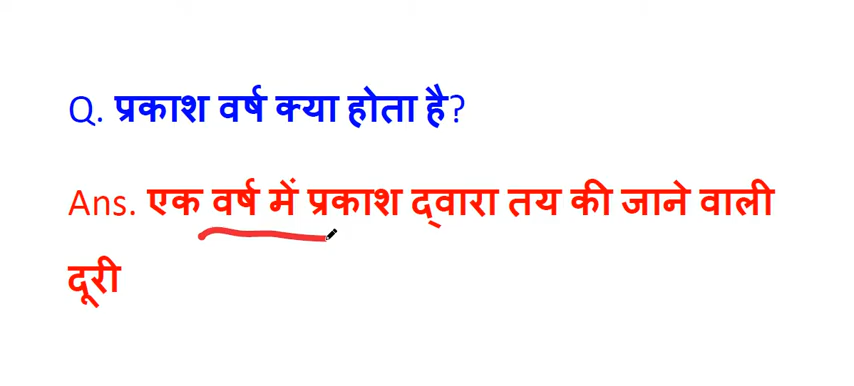 Q. प्रकाश वर्ष क्या होता है?
Ans. एक वर्ष में प्रकाश द्वारा तय की जाने वाली
दूरी